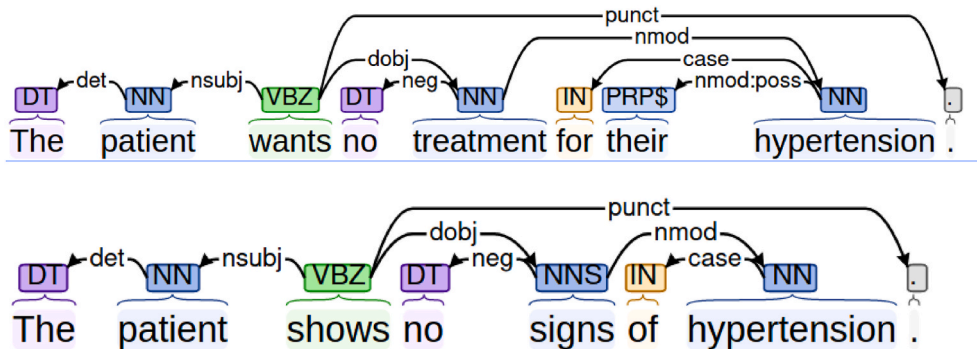 punct
nmod
dobj case
det nsubj neg nmod:poss
DT NN VBZ DT NN IN PRP$ NN .
The patient wants no treatment for their hypertension .
punct
dobj nmod
det nsubj neg case
DT NN VBZ DT NNS IN NN .
The patient shows no signs of hypertension .